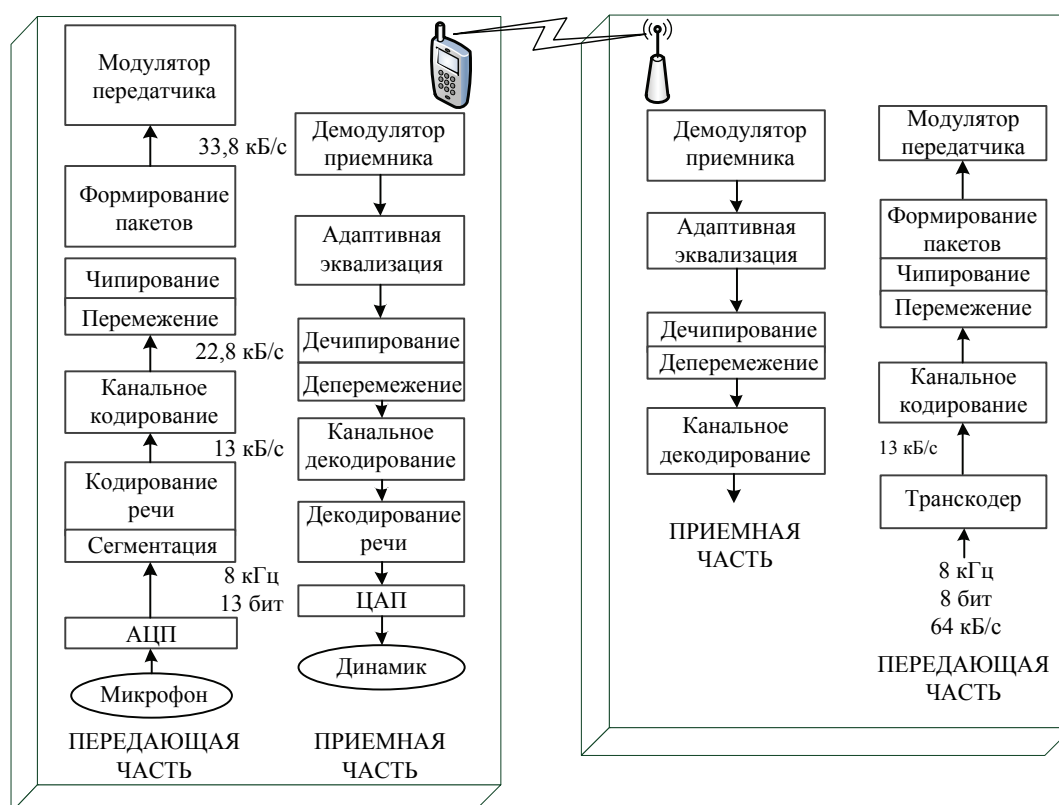 Модулятор
передатчика
33,8 кБ/с
Формирование
пакетов
Чипирование
Перемежение
22,8 кБ/с
Канальное
кодирование
13 кБ/с
Кодирование
речи
Сегментация
8 кГц
13 бит
АЦП
Микрофон
ПЕРЕДАЮЩАЯ
ЧАСТЬ
Демодулятор
приемника
Адаптивная
эквализация
Дечипирование
Деперемежение
Канальное
декодирование
Декодирование
речи
ЦАП
Динамик
ПРИЕМНАЯ
ЧАСТЬ
Демодулятор
приемника
Адаптивная
эквализация
Дечипирование
Деперемежение
Канальное
декодирование
ПРИЕМНАЯ
ЧАСТЬ
Модулятор
передатчика
Формирование
пакетов
Чипирование
Перемежение
Канальное
кодирование
13 кБ/с
Транскодер
8 кГц
8 бит
64 кБ/с
ПЕРЕДАЮЩАЯ
ЧАСТЬ